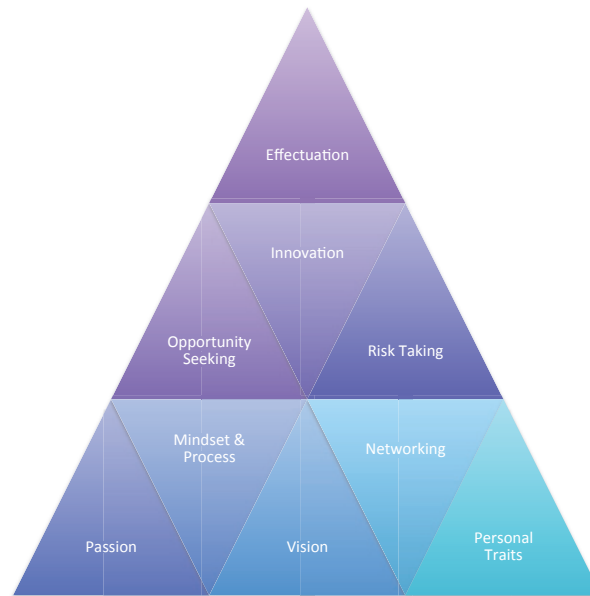 Effectuation
Innovation
Opportunity
Seeking
Risk Taking
Mindset &
Process
Networking
Passion
Vision
Personal
Traits